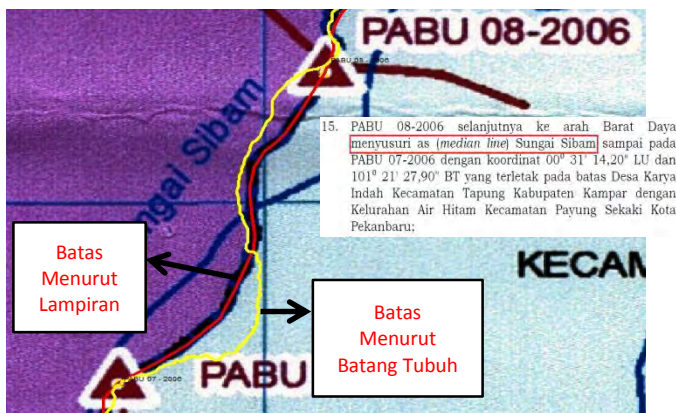 PABU 08-2006
PABU 08 - 2006
Sungai Sibam
15. PABU 08-2006 selanjutnya ke arah Barat Daya
menyusuri as (median line) Sungai Sibam sampai pada
PABU 07-2006 dengan koordinat 00⁰ 31' 14,20" LU dan
101⁰ 21' 27,90" BT yang terletak pada batas Desa Karya
Indah Kecamatan Tapung Kabupaten Kampar dengan
Kelurahan Air Hitam Kecamatan Payung Sekaki Kota
Pekanbaru;
Batas
Menurut
Lampiran
KECAM
Batas
Menurut
Batang Tubuh
PABU 07 - 2006
PABU